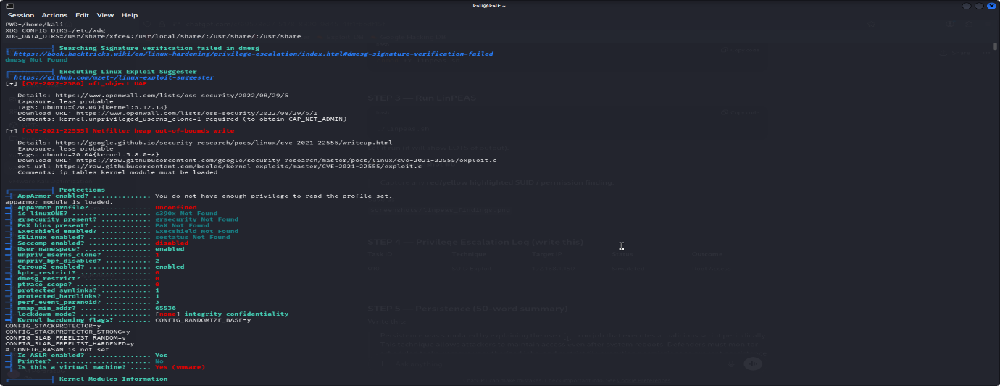 kali@kali: ~
Session Actions Edit View Help
PWD=/home/kali
XDG_CONFIG_DIRS=/etc/xdg
XDG_DATA_DIRS=/usr/share/xfce4:/usr/local/share/:/usr/share/:/usr/share
Searching Signature verification failed in dmesg
https://book.hacktricks.wiki/en/linux-hardening/privilege-escalation/index.html#dmesg-signature-verification-failed
dmesg Not Found
Executing Linux Exploit Suggester
https://github.com/mzet-/linux-exploit-suggester
[+] [CVE-2022-2586] nft_object UAF
Details: https://www.openwall.com/lists/oss-security/2022/08/29/5
Exposure: less probable
Tags: ubuntu=(20.04){kernel:5.12.13}
Download URL: https://www.openwall.com/lists/oss-security/2022/08/29/5/1
Comments: kernel.unprivileged_userns_clone=1 required (to obtain CAP_NET_ADMIN)
[+] [CVE-2021-22555] Netfilter heap out-of-bounds write
Details: https://google.github.io/security-research/pocs/linux/cve-2021-22555/writeup.html
Exposure: less probable
Tags: ubuntu=20.04{kernel:5.8.0-*}
Download URL: https://raw.githubusercontent.com/google/security-research/master/pocs/linux/cve-2021-22555/exploit.c
ext-url: https://raw.githubusercontent.com/bcoles/kernel-exploits/master/CVE-2021-22555/exploit.c
Comments: ip_tables kernel module must be loaded
Protections
AppArmor enabled? .............. You do not have enough privilege to read the profile set.
apparmor module is loaded.
AppArmor profile? .............. unconfined
is linuxONE? ................... s390x Not Found
grsecurity present? ............ grsecurity Not Found
PaX bins present? .............. PaX Not Found
Execshield enabled? ............ Execshield Not Found
SELinux enabled? ............... sestatus Not Found
Seccomp enabled? ............... disabled
User namespace? ................ enabled
unpriv_userns_clone? ........... 1
unpriv_bpf_disabled? ........... 2
Cgroup2 enabled? ............... enabled
kptr_restrict? ................. 0
dmesg_restrict? ................ 0
ptrace_scope? .................. 0
protected_symlinks? ............ 1
protected_hardlinks? ........... 1
perf_event_paranoid? ........... 3
mmap_min_addr? ................. 65536
lockdown mode? ................. [none] integrity confidentiality
Kernel hardening flags? ........ CONFIG_RANDOMIZE_BASE=y
CONFIG_STACKPROTECTOR=y
CONFIG_STACKPROTECTOR_STRONG=y
CONFIG_SLAB_FREELIST_RANDOM=y
CONFIG_SLAB_FREELIST_HARDENED=y
# CONFIG_KASAN is not set
Is ASLR enabled? ............... Yes
Printer? ....................... No
Is this a virtual machine? ..... Yes (vmware)
Kernel Modules Information
STEP 3 — Run LinPEAS
STEP 4 — Privilege Escalation Log (write this)
STEP 5 — Persistence (50-word summary)